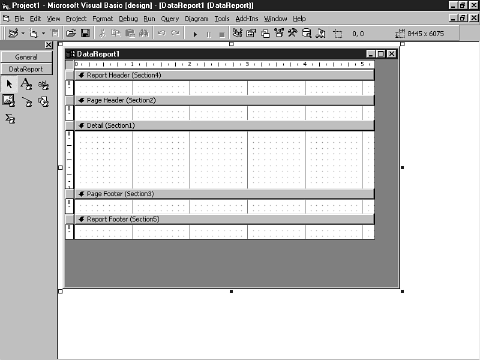 Project1 - Microsoft Visual Basic [design] - [DataReport1 (DataReport)]
File Edit View Project Format Debug Run Query Diagram Tools Add-Ins Window Help
0, 0 8445 x 6075
General
DataReport
DataReport1
0 1 2 3 4 5
Report Header (Section4)
Page Header (Section2)
Detail (Section1)
Page Footer (Section3)
Report Footer (Section5)